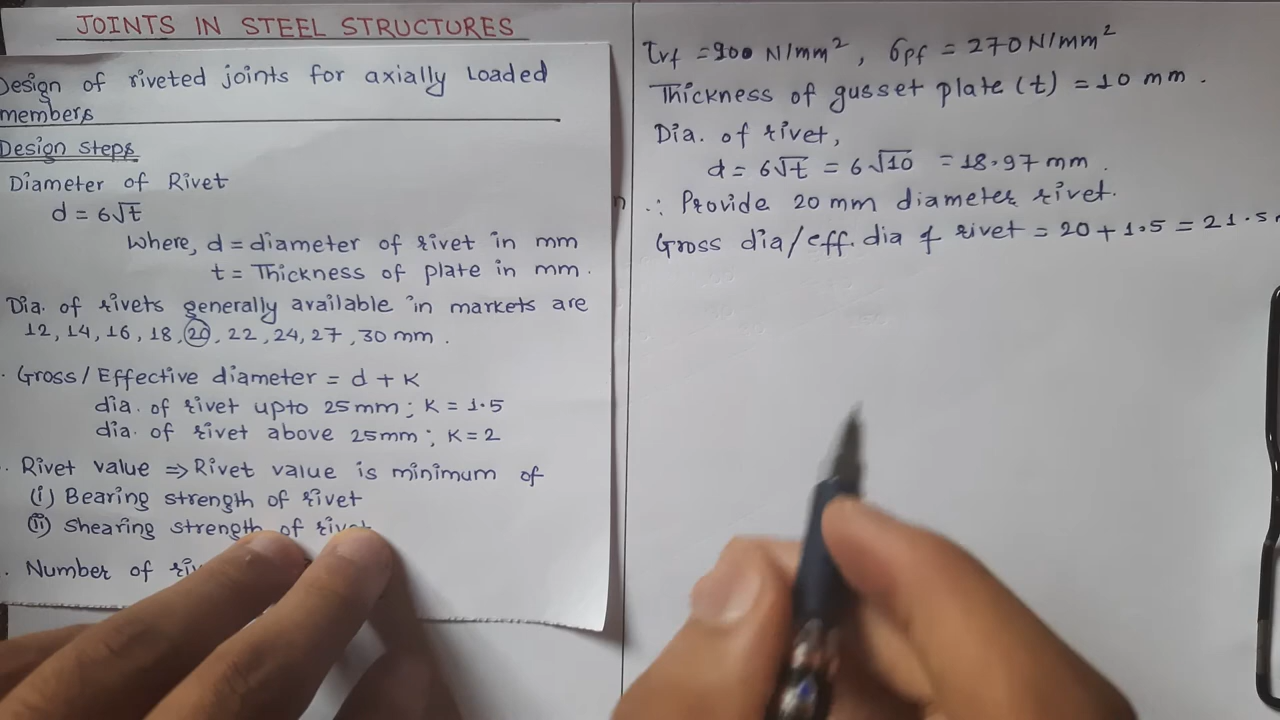 JOINTS IN STEEL STRUCTURES
Design of riveted joints for axially Loaded
members
Design steps
Diameter of Rivet
d = 6√t
Where, d = diameter of rivet in mm
t = Thickness of plate in mm.
Dia. of rivets generally available in markets are
12, 14, 16, 18, 20, 22, 24, 27, 30 mm.
Gross / Effective diameter = d + K
dia. of rivet upto 25mm; K = 1.5
dia. of rivet above 25mm; K = 2
Rivet value ⇒ Rivet value is minimum of
(i) Bearing strength of rivet
(ii) Shearing strength of rivet
Number of riv
n
τvf = 100 N/mm², σpf = 270 N/mm²
Thickness of gusset plate (t) = 10 mm.
Dia. of rivet,
d = 6√t = 6√10 = 18.97 mm.
∴ Provide 20 mm diameter rivet.
Gross dia/eff. dia of rivet = 20 + 1.5 = 21.5